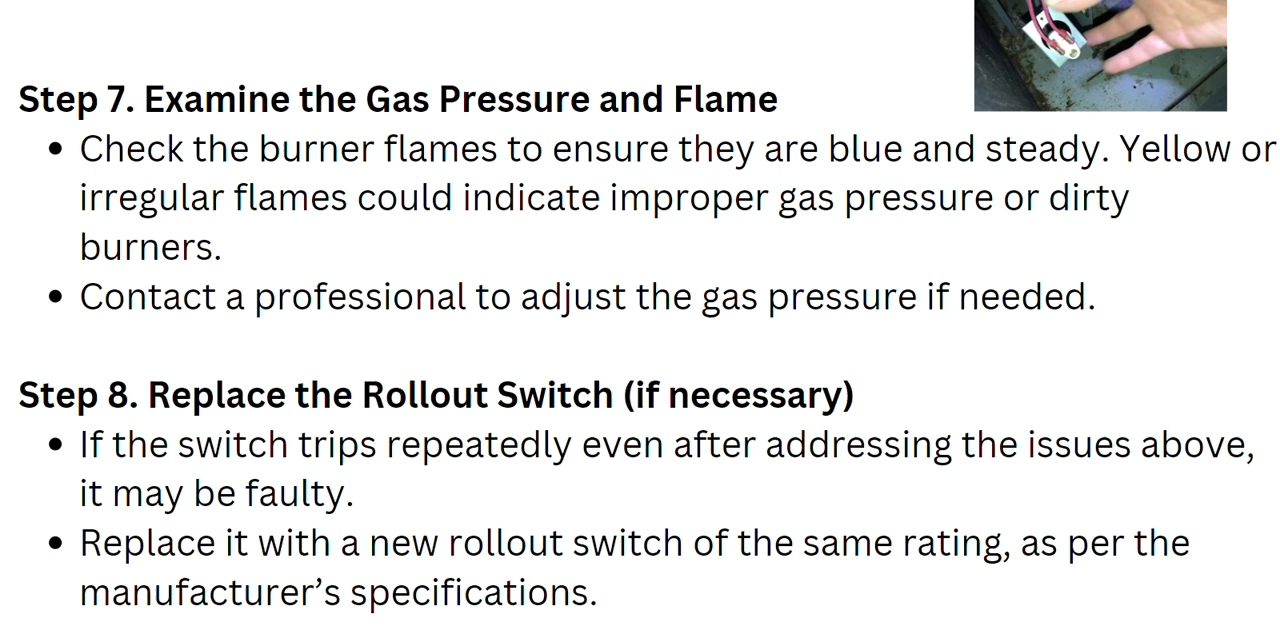 Step 7. Examine the Gas Pressure and Flame
• Check the burner flames to ensure they are blue and steady. Yellow or
irregular flames could indicate improper gas pressure or dirty
burners.
• Contact a professional to adjust the gas pressure if needed.
Step 8. Replace the Rollout Switch (if necessary)
• If the switch trips repeatedly even after addressing the issues above,
it may be faulty.
• Replace it with a new rollout switch of the same rating, as per the
manufacturer’s specifications.